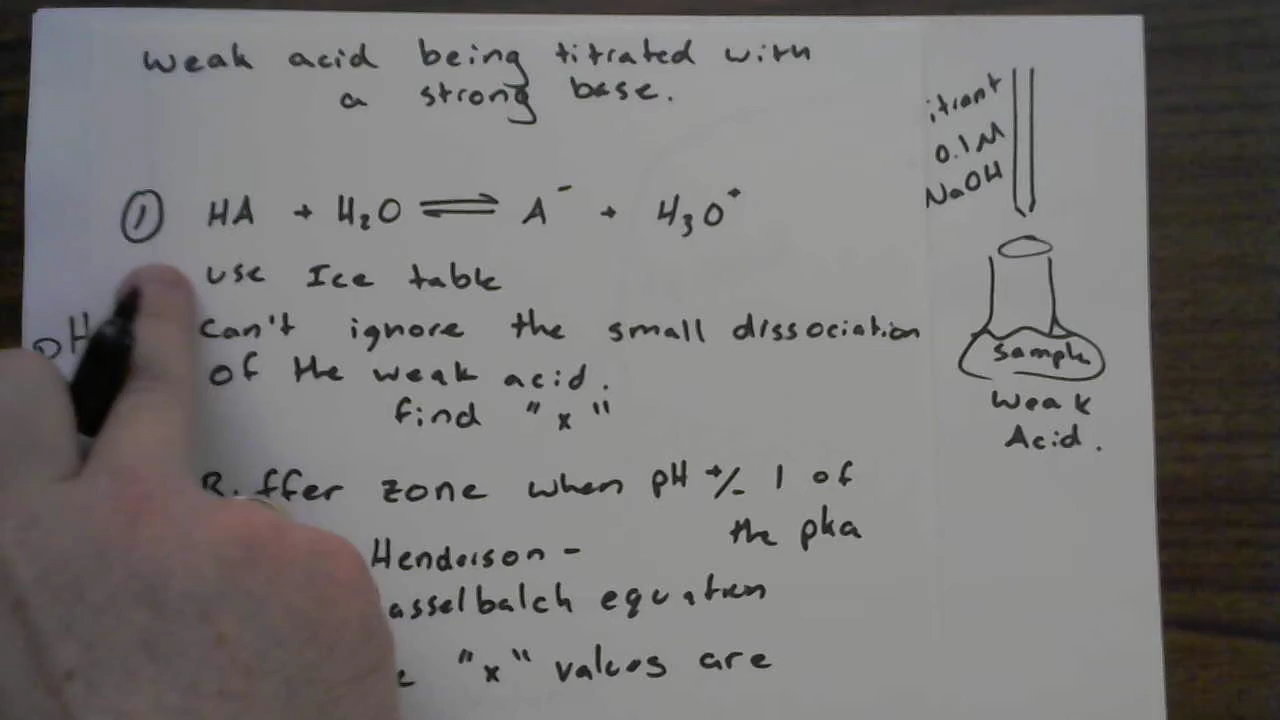 weak acid being titrated with
a strong base.
① HA + H₂O ⇌ A⁻ + H₃O⁺
use Ice table
can't ignore the small dissociation
of the weak acid.
find "x"
ffer zone when pH +/- 1 of
the pka
Henderson-
asselbalch equation
"x" values are
itrant
0.1M
NaOH
Sample
Weak
Acid.